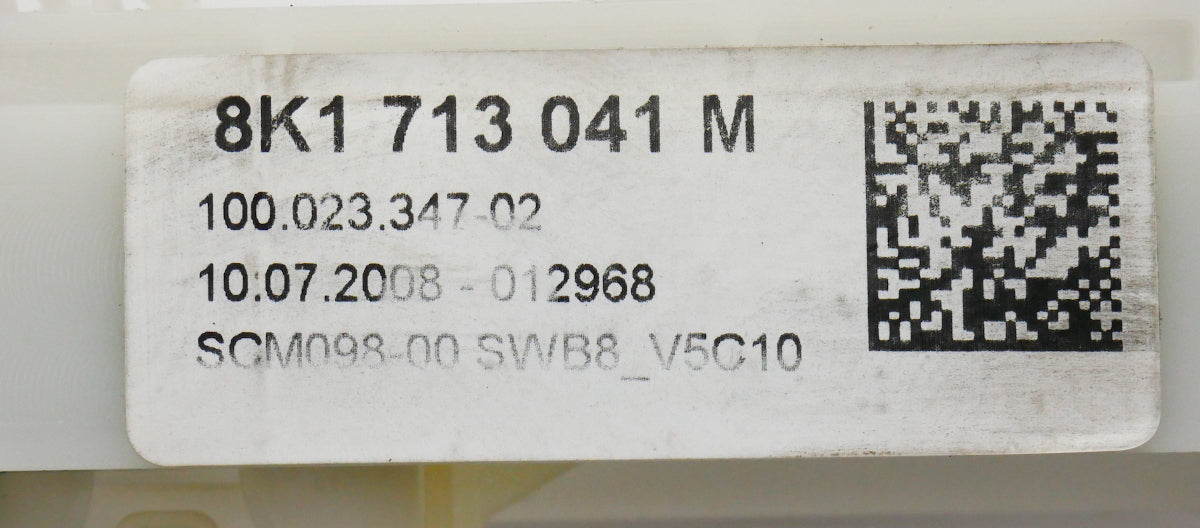 8K1 713 041 M
100.023.347-02
10.07.2008 - 012968
SCM098-00 SWB8_V5C10